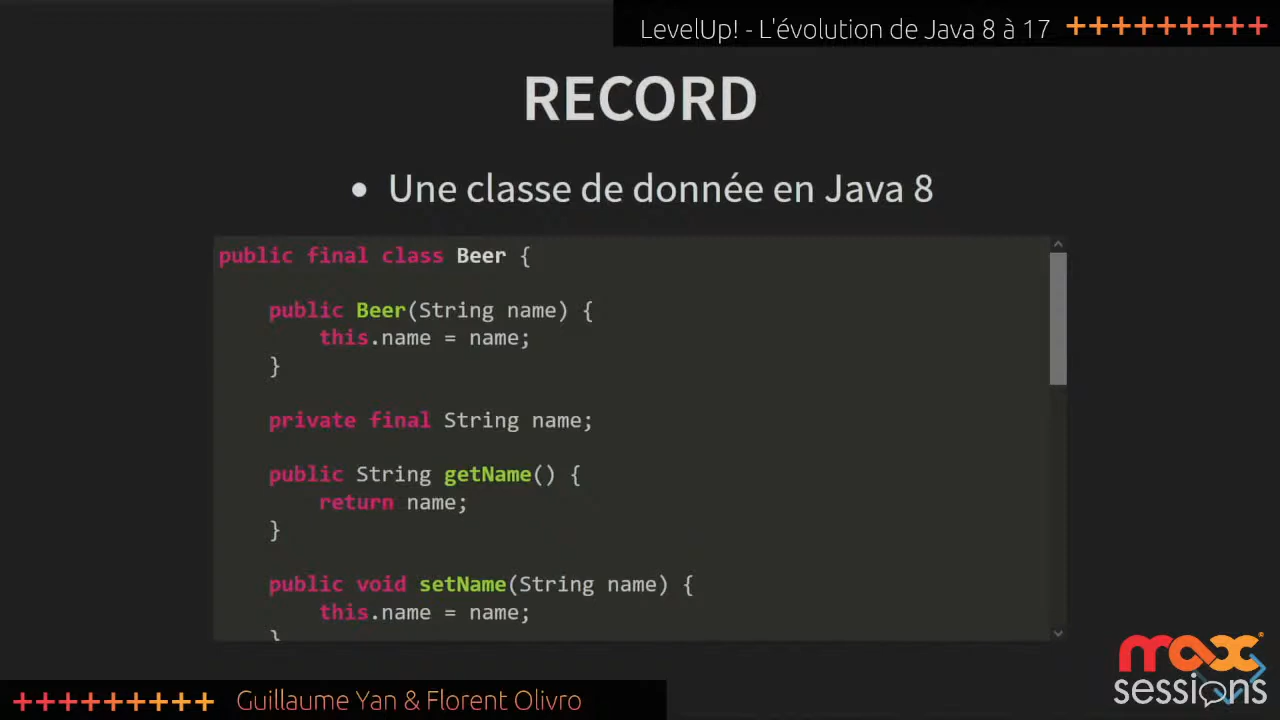 LevelUp! - L'évolution de Java 8 à 17 +++++++++
RECORD
• Une classe de donnée en Java 8
public final class Beer {
    public Beer(String name) {
        this.name = name;
    }
    private final String name;
    public String getName() {
        return name;
    }
    public void setName(String name) {
        this.name = name;
    }
max sessions
+++++++++ Guillaume Yan & Florent Olivro